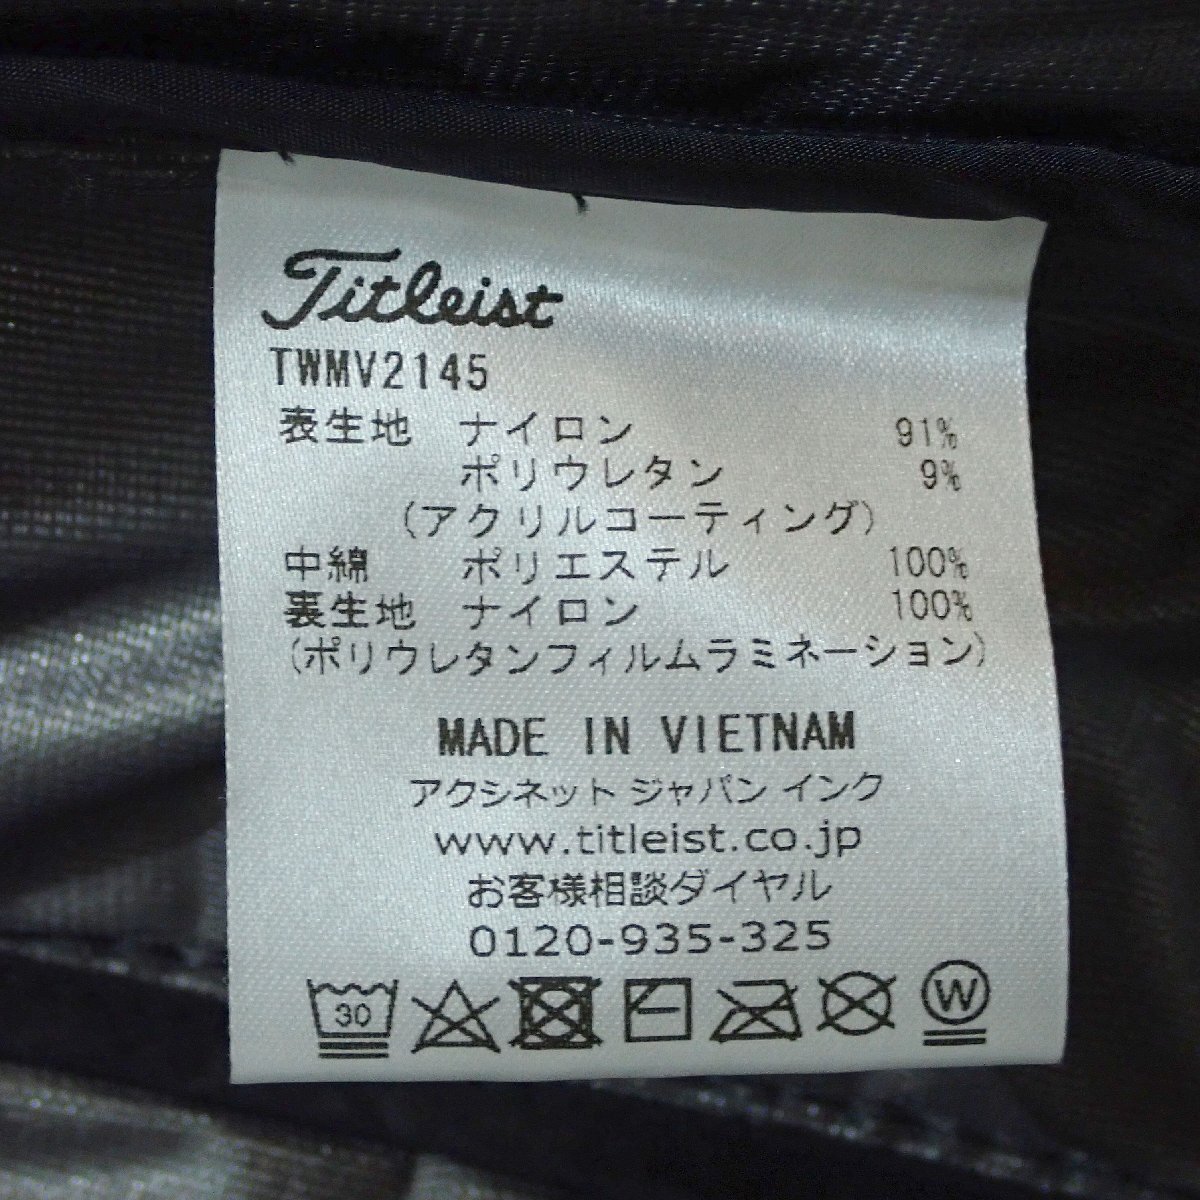 Titleist
TWMV2145
表生地 ナイロン 91%
ポリウレタン 9%
(アクリルコーティング)
中綿 ポリエステル 100%
裏生地 ナイロン 100%
(ポリウレタンフィルムラミネーション)
MADE IN VIETNAM
アクシネット ジャパン インク
www.titleist.co.jp
お客様相談ダイヤル
0120-935-325
30 W